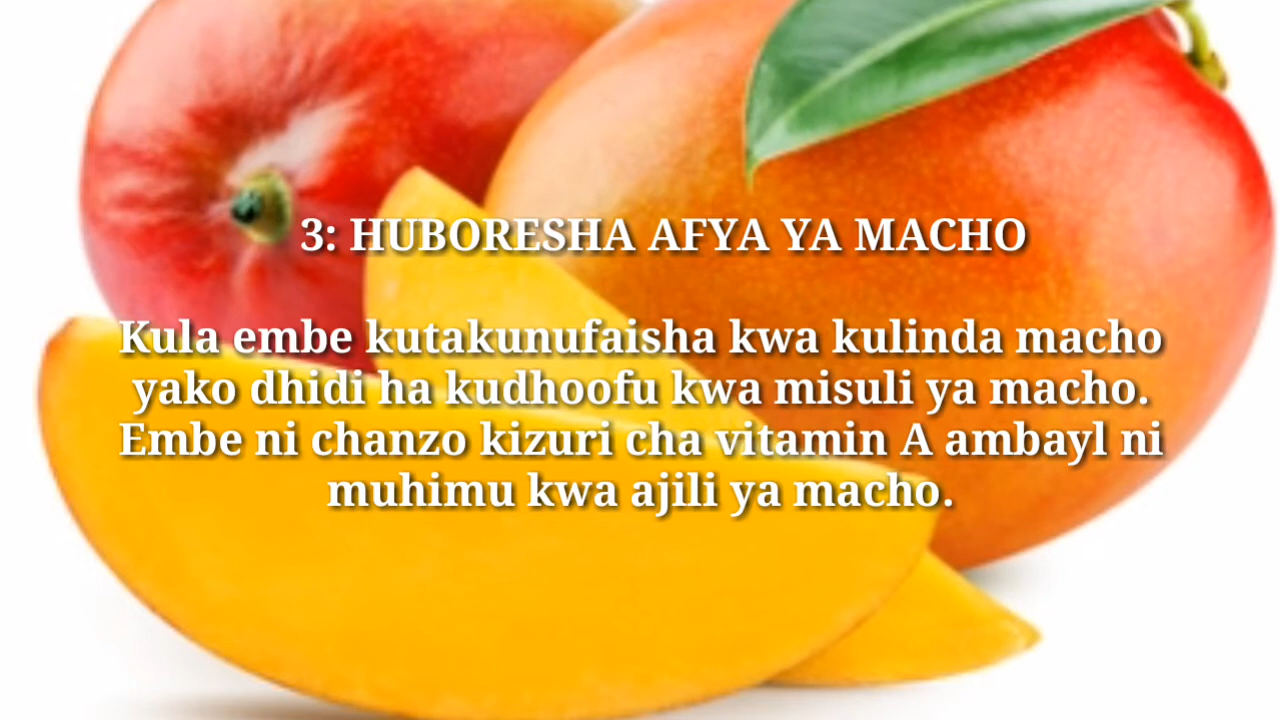 3: HUBORESHA AFYA YA MACHO
Kula embe kutakunufaisha kwa kulinda macho
yako dhidi ha kudhoofu kwa misuli ya macho.
Embe ni chanzo kizuri cha vitamin A ambayl ni
muhimu kwa ajili ya macho.